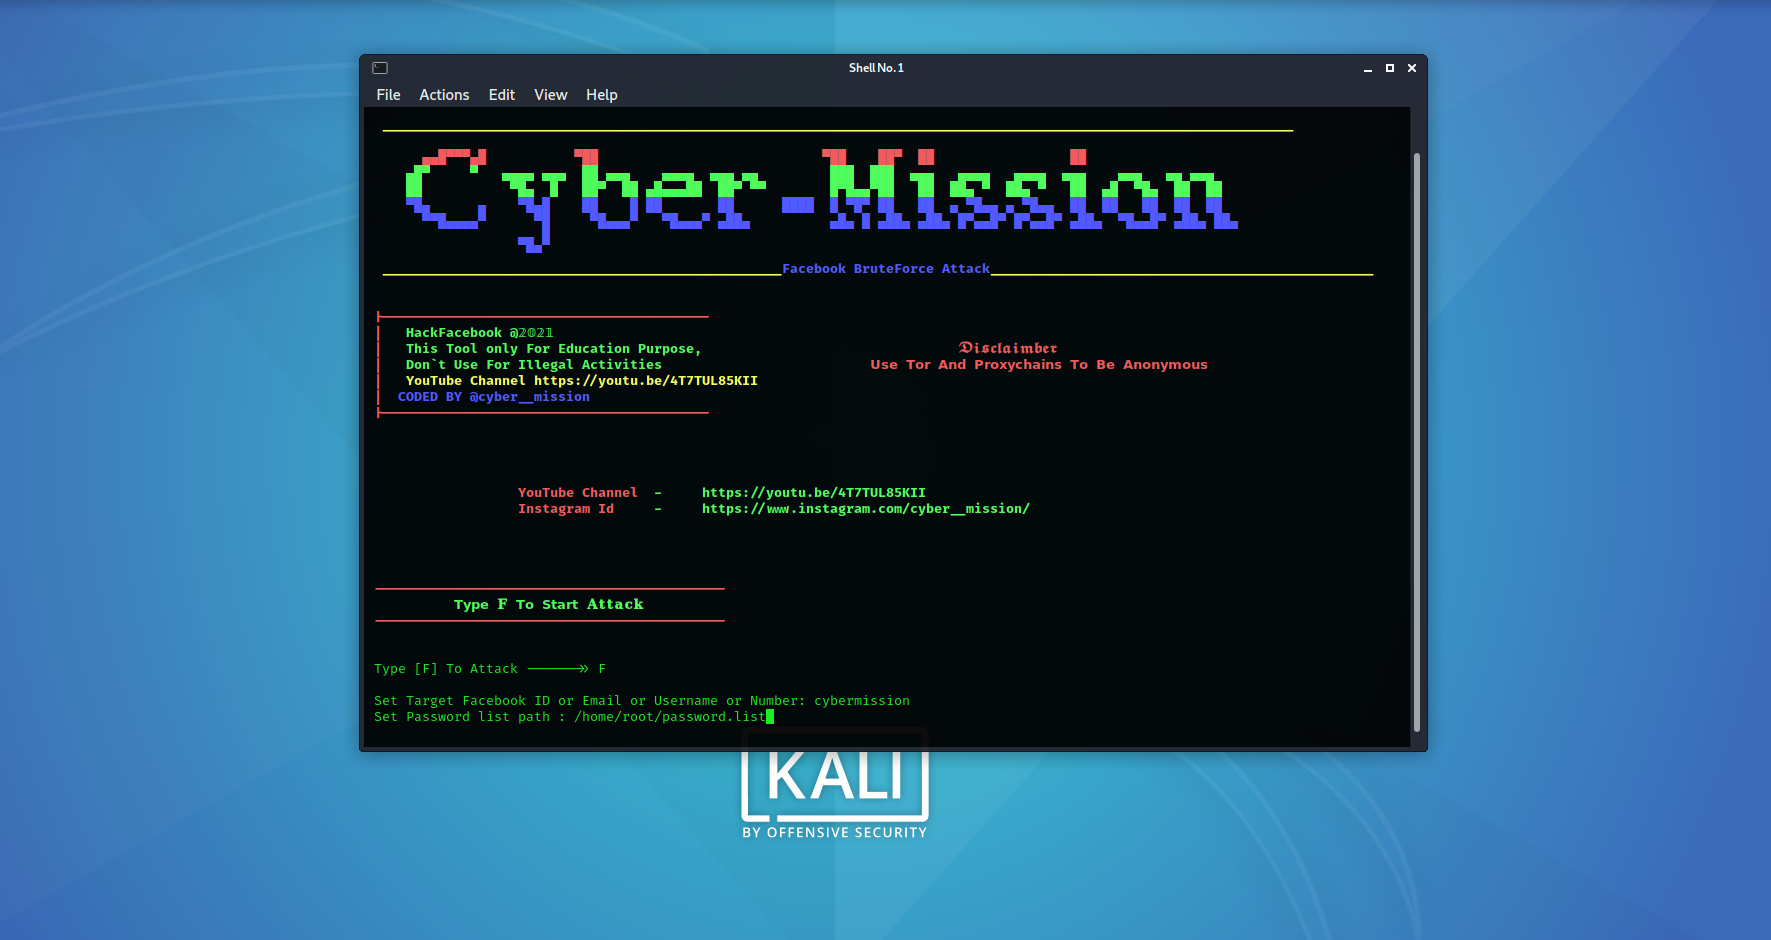 Shell No. 1
File Actions Edit View Help
Cyber_Mission
Facebook BruteForce Attack
HackFacebook @𝟚𝟘𝟚𝟙
This Tool only For Education Purpose,
𝕯𝖎𝖘𝖈𝖑𝖆𝖎𝖒𝖇𝖊𝖗
Don`t Use For Illegal Activities
Use Tor And Proxychains To Be Anonymous
YouTube Channel https://youtu.be/4T7TUL85KII
CODED BY @cyber__mission
YouTube Channel - https://youtu.be/4T7TUL85KII
Instagram Id - https://www.instagram.com/cyber__mission/
Type 𝐅 To Start 𝐀𝐭𝐭𝐚𝐜𝐤
Type [F] To Attack ──────» F
Set Target Facebook ID or Email or Username or Number: cybermission
Set Password list path : /home/root/password.list
KALI
BY OFFENSIVE SECURITY